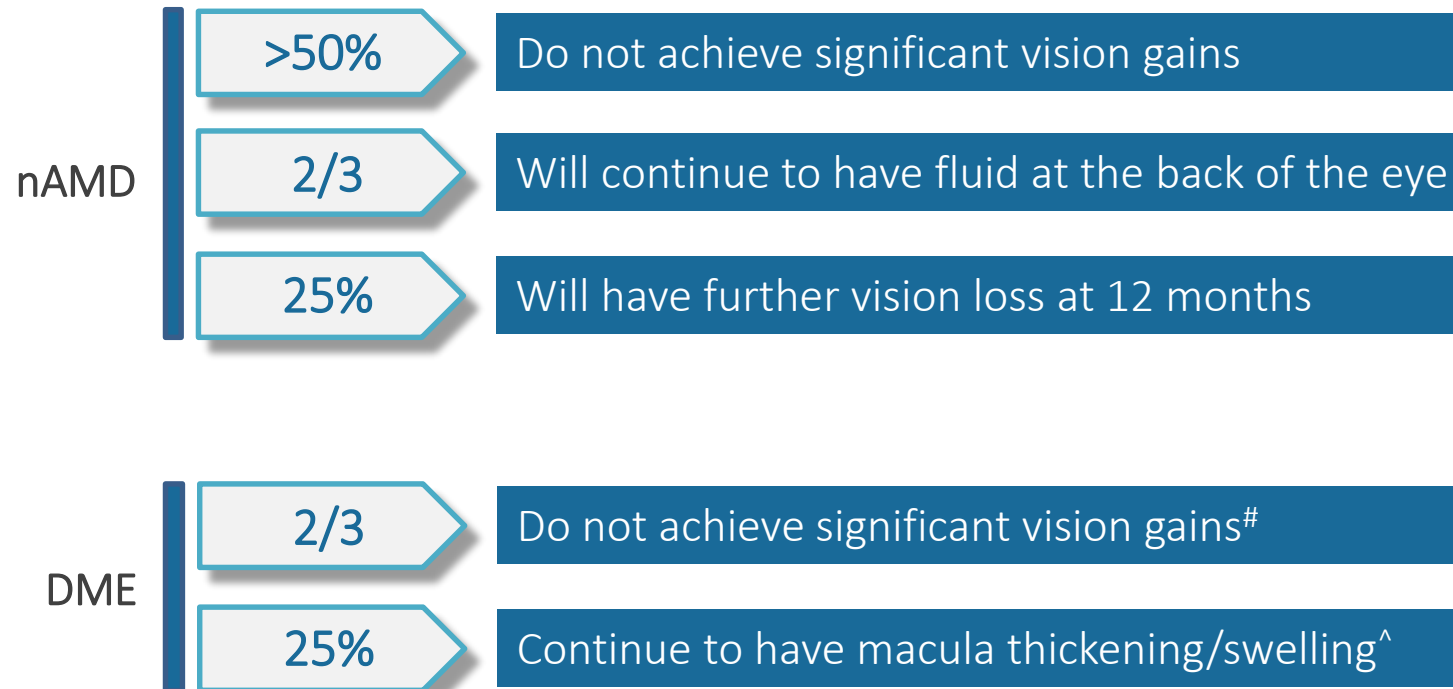 nAMD
>50%
Do not achieve significant vision gains
2/3
Will continue to have fluid at the back of the eye
25%
Will have further vision loss at 12 months
DME
2/3
Do not achieve significant vision gains#
25%
Continue to have macula thickening/swelling^